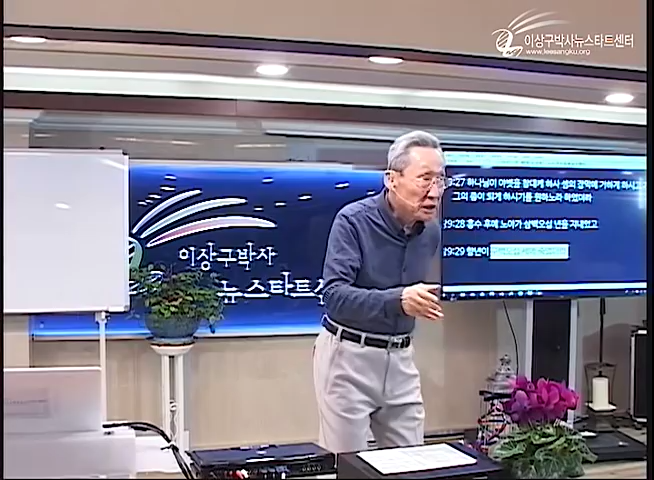 이상구박사뉴스타트센터
www.leesangku.org
9:27 하나님이 야벳을 창대케 하사 셈의 장막에 거하게 하시고
그의 종이 되게 하시기를 원하노라 하였더라
9:28 홍수 후에 노아가 삼백오십 년을 지내었고
9:29 향년이
이상구박사
뉴스타트